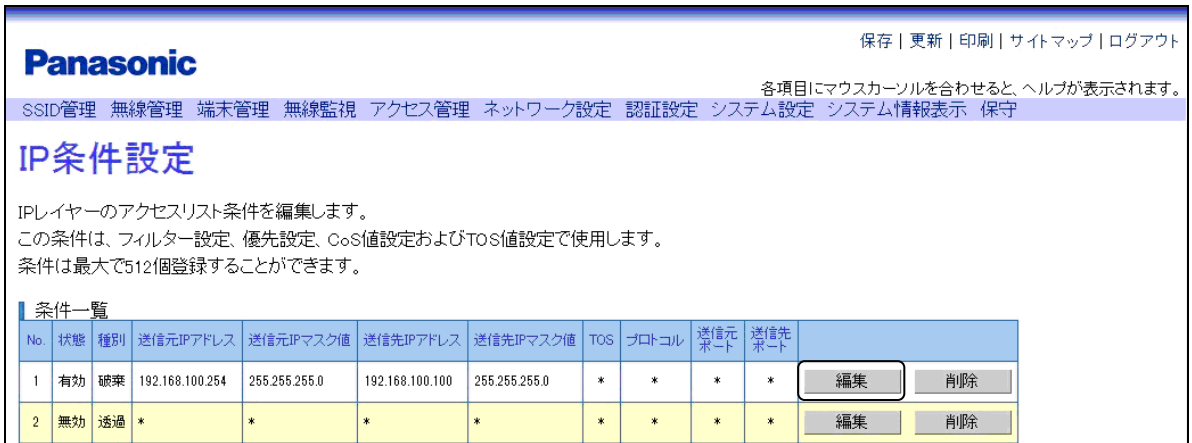 保存 | 更新 | 印刷 | サイトマップ | ログアウト
Panasonic
各項目にマウスカーソルを合わせると、ヘルプが表示されます。
SSID管理 無線管理 端末管理 無線監視 アクセス管理 ネットワーク設定 認証設定 システム設定 システム情報表示 保守
IP条件設定
IPレイヤーのアクセスリスト条件を編集します。
この条件は、フィルター設定、優先設定、CoS値設定およびTOS値設定で使用します。
条件は最大で512個登録することができます。
条件一覧
No. 状態 種別 送信元IPアドレス 送信元IPマスク値 送信先IPアドレス 送信先IPマスク値 TOS プロトコル 送信元ポート 送信先ポート
1 有効 破棄 192.168.100.254 255.255.255.0 192.168.100.100 255.255.255.0 * * * * 編集 削除
2 無効 透過 * * * * * * * * 編集 削除